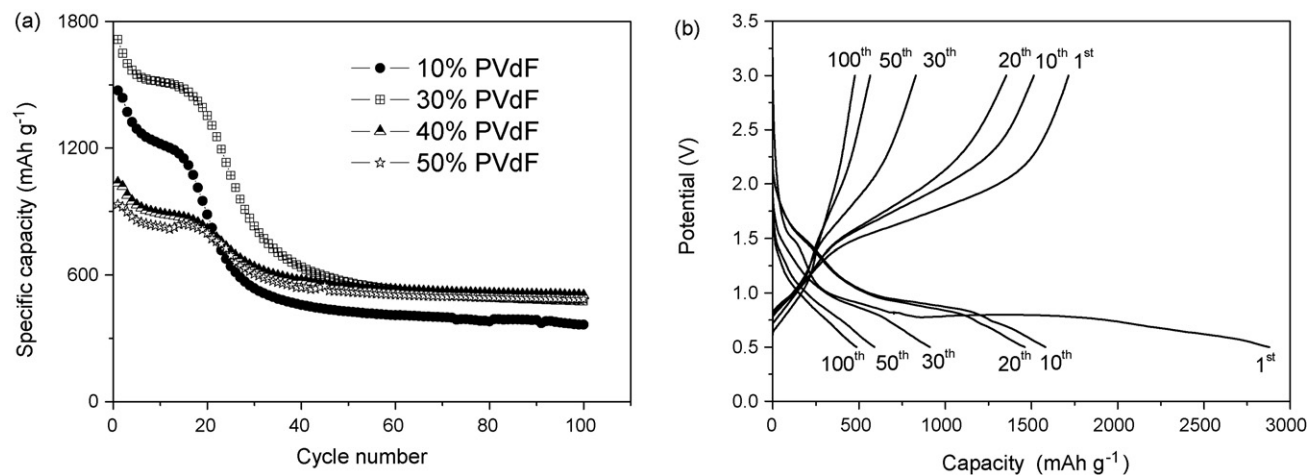 (a)
1800
1200
600
0
Specific capacity (mAh g⁻¹)
10% PVdF
30% PVdF
40% PVdF
50% PVdF
0 20 40 60 80 100
Cycle number
(b)
3.5
3.0
2.5
2.0
1.5
1.0
0.5
0.0
Potential (V)
100th 50th 30th 20th 10th 1st
100th 50th 30th 20th 10th 1st
0 500 1000 1500 2000 2500 3000
Capacity (mAh g⁻¹)